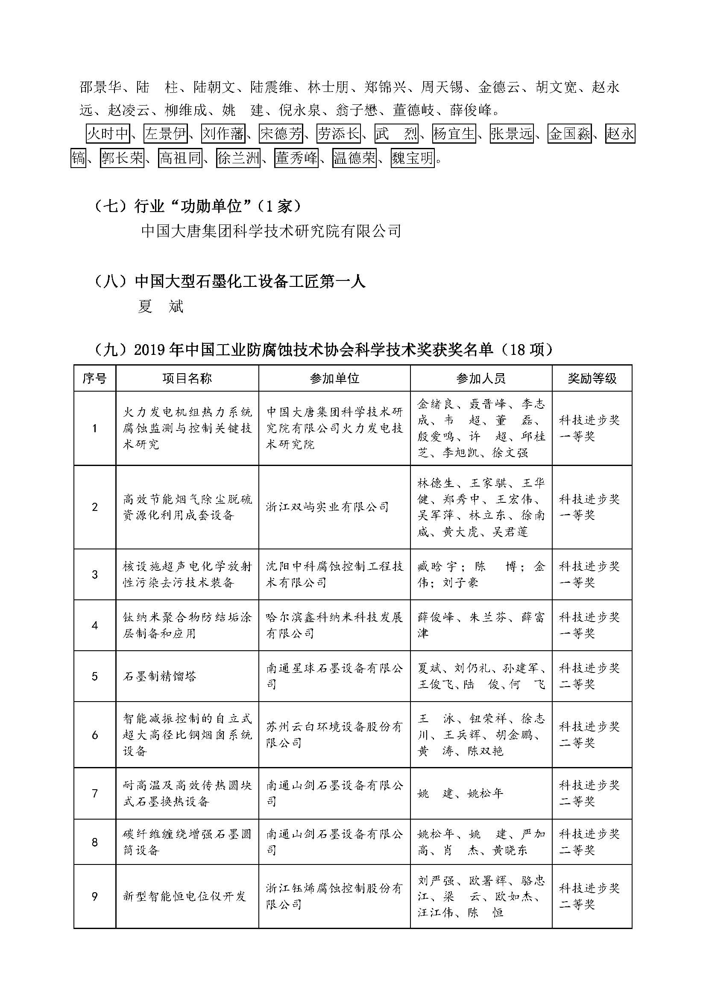 邵景华、陆　柱、陆朝文、陆震维、林士朋、郑锦兴、周天锡、金德云、胡文宽、赵永
远、赵凌云、柳维成、姚　建、倪永泉、翁子懋、董德岐、薛俊峰。
火时中、左景伊、刘作藩、宋德芳、劳添长、武　烈、杨宜生、张景远、金国淼、赵永
镐、郭长荣、高祖同、徐兰洲、董秀峰、温德荣、魏宝明。
（七）行业“功勋单位”（1 家）
中国大唐集团科学技术研究院有限公司
（八）中国大型石墨化工设备工匠第一人
夏　斌
（九）2019 年中国工业防腐蚀技术协会科学技术奖获奖名单（18 项）
序号 项目名称 参加单位 参加人员 奖励等级
1
火力发电机组热力系统
腐蚀监测与控制关键技
术研究
中国大唐集团科学技术研
究院有限公司火力发电技
术研究院
金绪良、聂晋峰、李志
成、韦　超、董　磊、
殷爱鸣、许　超、邱桂
芝、李旭凯、徐文强
科技进步奖
一等奖
2
高效节能烟气除尘脱硫
资源化利用成套设备
浙江双屿实业有限公司
林德生、王家骐、王华
健、郑秀中、王宏伟、
吴军萍、林立东、徐南
咸、黄大虎、吴君莲
科技进步奖
一等奖
3
核设施超声电化学放射
性污染去污技术装备
沈阳中科腐蚀控制工程技
术有限公司
臧晗宇；陈　博；金
伟；刘子豪
科技进步奖
一等奖
4
钛纳米聚合物防结垢涂
层制备和应用
哈尔滨鑫科纳米科技发展
有限公司
薛俊峰、朱兰芬、薛富
津
科技进步奖
一等奖
5
石墨制精馏塔
南通星球石墨设备有限公
司
夏斌、刘仍礼、孙建军、
王俊飞、陆　俊、何　飞
科技进步奖
二等奖
6
智能减振控制的自立式
超大高径比钢烟囱系统
设备
苏州云白环境设备股份有
限公司
王　泳、钮荣祥、徐志
川、王兵辉、胡金鹏、
黄　涛、陈双艳
科技进步奖
二等奖
7
耐高温及高效传热圆块
式石墨换热设备
南通山剑石墨设备有限公
司
姚　建、姚松年
科技进步奖
二等奖
8
碳纤维缠绕增强石墨圆
筒设备
南通山剑石墨设备有限公
司
姚松年、姚　建、严加
高、肖　杰、黄晓东
科技进步奖
二等奖
9
新型智能恒电位仪开发
浙江钰烯腐蚀控制股份有
限公司
刘严强、欧署辉、骆忠
江、梁　云、欧如杰、
汪江伟、陈　恒
科技进步奖
二等奖